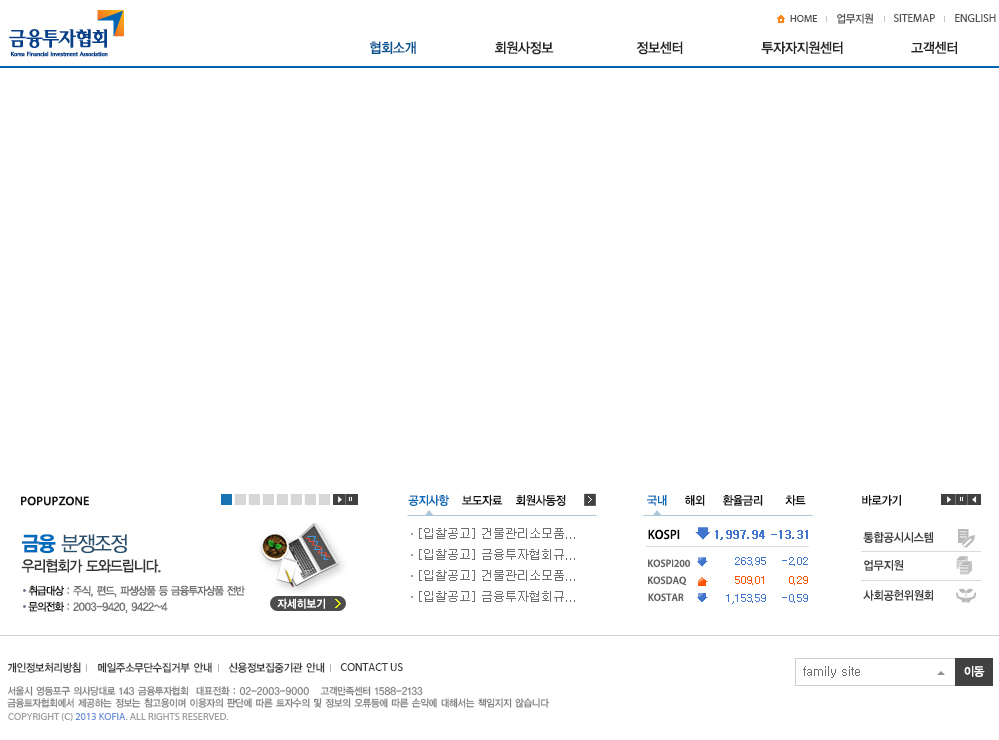 HOME 업무지원 SITEMAP ENGLISH
금융투자협회
Korea Financial Investment Association
협회소개 회원사정보 정보센터 투자자지원센터 고객센터
POPUPZONE
금융 분쟁조정
우리협회가 도와드립니다.
• 취급대상 : 주식, 펀드, 파생상품 등 금융투자상품 전반
• 문의전화 : 2003-9420, 9422~4
자세히보기
공지사항 보도자료 회원사동정
· [입찰공고] 건물관리소모품...
· [입찰공고] 금융투자협회규...
· [입찰공고] 건물관리소모품...
· [입찰공고] 금융투자협회규...
국내 해외 환율금리 차트
KOSPI 1,997.94 -13.31
KOSPI200 263,95 -2,02
KOSDAQ 509,01 0,29
KOSTAR 1,153,59 -0,59
바로가기
통합공시시스템
업무지원
사회공헌위원회
개인정보처리방침 메일주소무단수집거부 안내 신용정보집중기관 안내 CONTACT US
family site 이동
서울시 영등포구 의사당대로 143 금융투자협회 대표전화 : 02-2003-9000 고객만족센터 1588-2133
금융투자협회에서 제공하는 정보는 참고용이며 이용자의 판단에 따른 투자수의 및 정보의 오류등에 따른 손익에 대해서는 책임지지 않습니다
COPYRIGHT (C) 2013 KOFIA. ALL RIGHTS RESERVED.